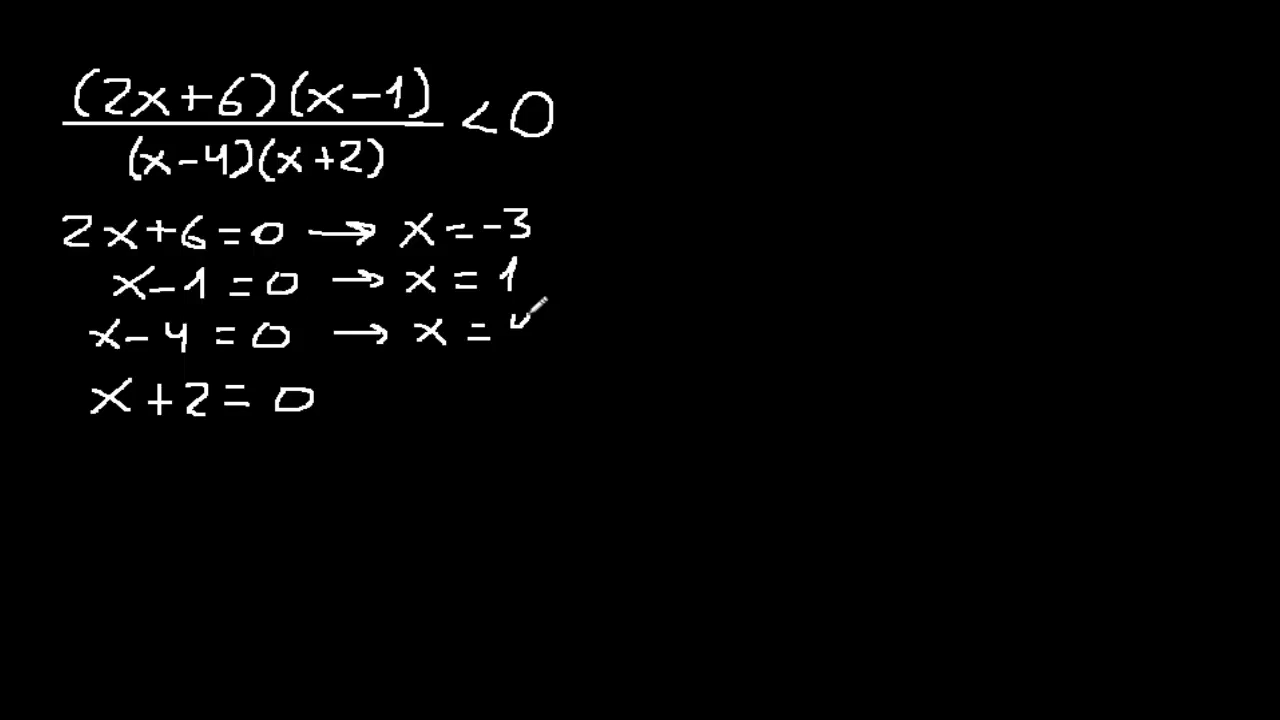 (2x+6)(x-1)
———————— <0
(x-4)(x+2)
2x+6=0 → x=-3
x-1=0 → x=1
x-4=0 → x=
x+2=0